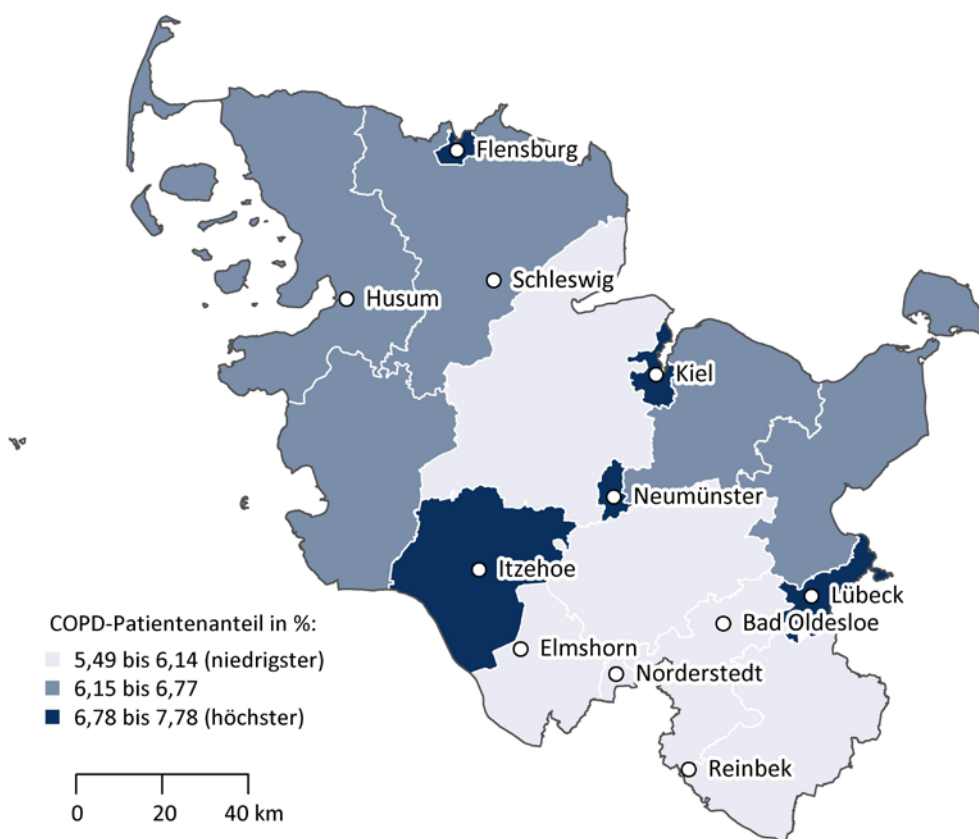 Flensburg
Schleswig
Husum
Kiel
Neumünster
Itzehoe
Lübeck
Bad Oldesloe
Elmshorn
Norderstedt
Reinbek
COPD-Patientenanteil in %:
5,49 bis 6,14 (niedrigster)
6,15 bis 6,77
6,78 bis 7,78 (höchster)
0 20 40 km